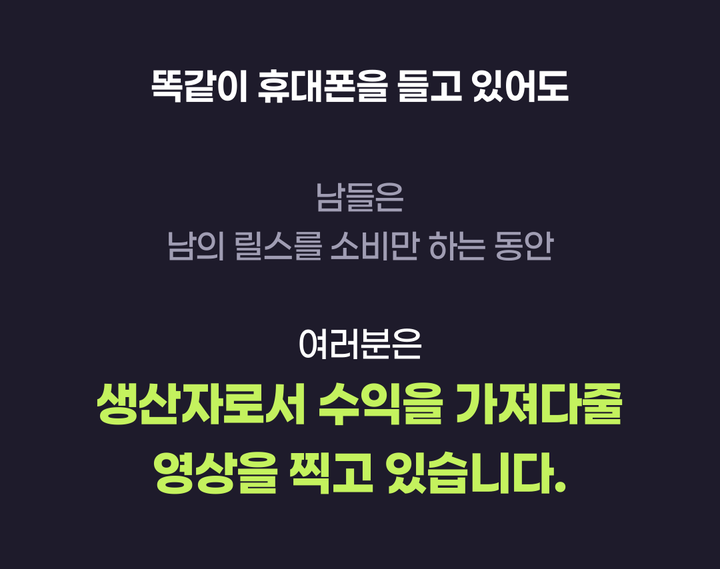 똑같이 휴대폰을 들고 있어도
남들은
남의 릴스를 소비만 하는 동안
여러분은
생산자로서 수익을 가져다줄
영상을 찍고 있습니다.